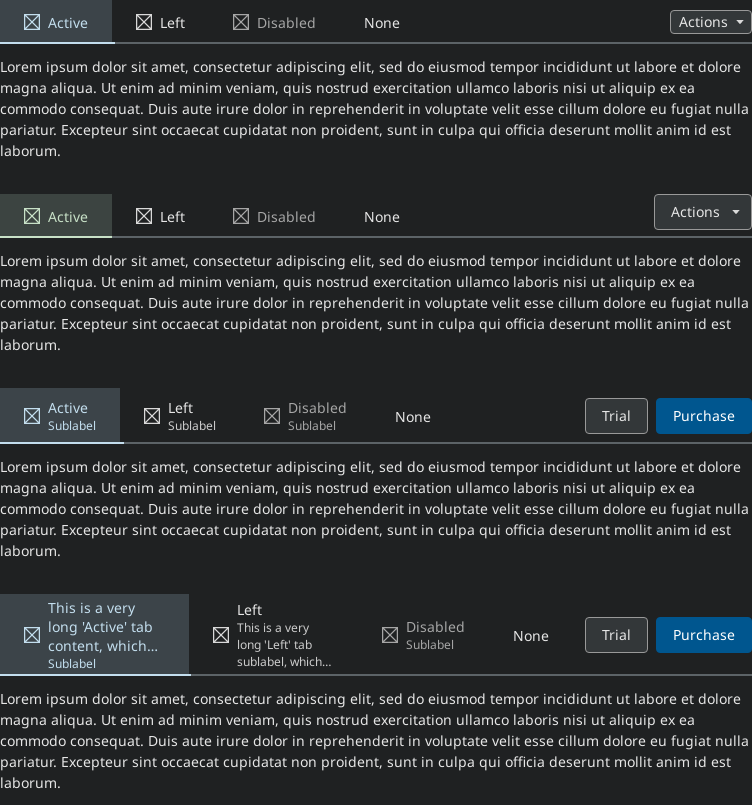 Active Left Disabled None Actions
Lorem ipsum dolor sit amet, consectetur adipiscing elit, sed do eiusmod tempor incididunt ut labore et dolore
magna aliqua. Ut enim ad minim veniam, quis nostrud exercitation ullamco laboris nisi ut aliquip ex ea
commodo consequat. Duis aute irure dolor in reprehenderit in voluptate velit esse cillum dolore eu fugiat nulla
pariatur. Excepteur sint occaecat cupidatat non proident, sunt in culpa qui officia deserunt mollit anim id est
laborum.
Active Left Disabled None Actions
Lorem ipsum dolor sit amet, consectetur adipiscing elit, sed do eiusmod tempor incididunt ut labore et dolore
magna aliqua. Ut enim ad minim veniam, quis nostrud exercitation ullamco laboris nisi ut aliquip ex ea
commodo consequat. Duis aute irure dolor in reprehenderit in voluptate velit esse cillum dolore eu fugiat nulla
pariatur. Excepteur sint occaecat cupidatat non proident, sunt in culpa qui officia deserunt mollit anim id est
laborum.
Active
Sublabel
Left
Sublabel
Disabled
Sublabel
None
Trial
Purchase
Lorem ipsum dolor sit amet, consectetur adipiscing elit, sed do eiusmod tempor incididunt ut labore et dolore
magna aliqua. Ut enim ad minim veniam, quis nostrud exercitation ullamco laboris nisi ut aliquip ex ea
commodo consequat. Duis aute irure dolor in reprehenderit in voluptate velit esse cillum dolore eu fugiat nulla
pariatur. Excepteur sint occaecat cupidatat non proident, sunt in culpa qui officia deserunt mollit anim id est
laborum.
This is a very
long 'Active' tab
content, which...
Sublabel
Left
This is a very
long 'Left' tab
sublabel, which...
Disabled
Sublabel
None
Trial
Purchase
Lorem ipsum dolor sit amet, consectetur adipiscing elit, sed do eiusmod tempor incididunt ut labore et dolore
magna aliqua. Ut enim ad minim veniam, quis nostrud exercitation ullamco laboris nisi ut aliquip ex ea
commodo consequat. Duis aute irure dolor in reprehenderit in voluptate velit esse cillum dolore eu fugiat nulla
pariatur. Excepteur sint occaecat cupidatat non proident, sunt in culpa qui officia deserunt mollit anim id est
laborum.